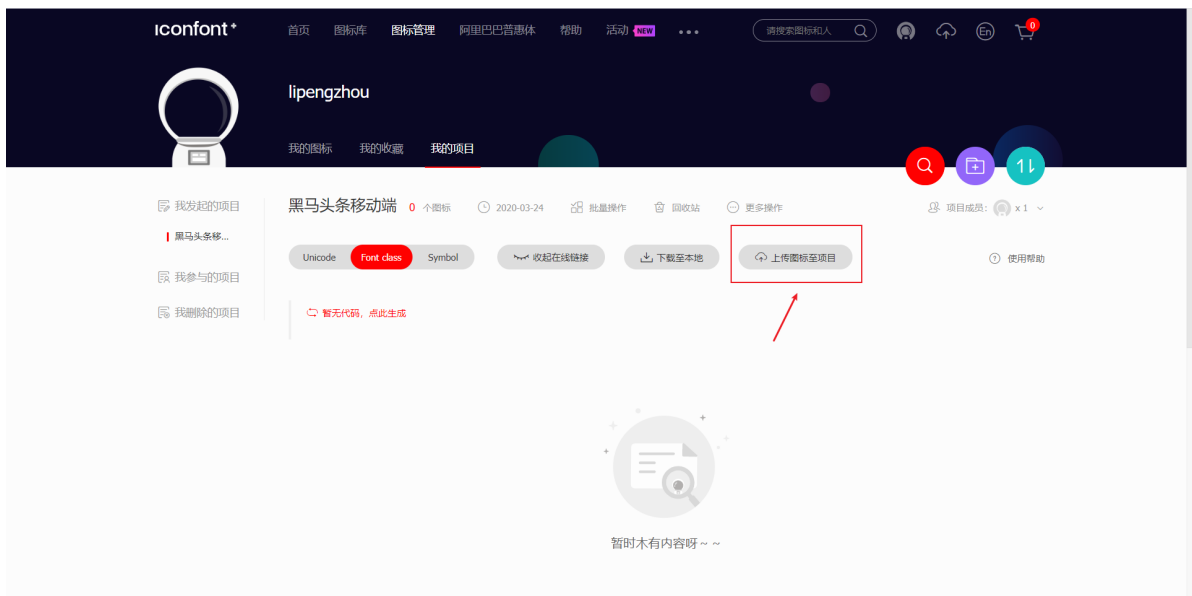 Iconfont+ 首页 图标库 图标管理 阿里巴巴普惠体 帮助 活动 NEW 请搜索图标和人 En 0
lipengzhou
我的图标 我的收藏 我的项目
我发起的项目 黑马头条移动端 0 个图标 2020-03-24 批量操作 回收站 更多操作 项目成员: x 1
黑马头条移...
Unicode Font class Symbol 收起在线链接 下载至本地 上传图标至项目 使用帮助
我参与的项目
我删除的项目 暂无代码,点此生成
暂时木有内容呀~ ~